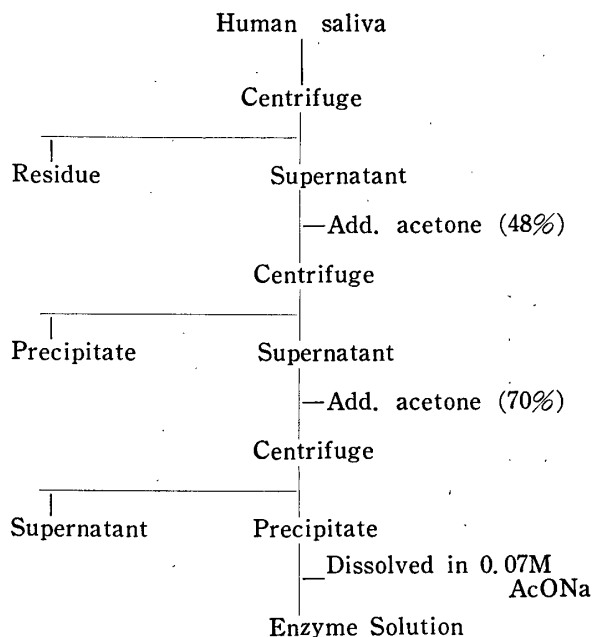 Human saliva
Centrifuge
Residue Supernatant
—Add. acetone (48%)
Centrifuge
Precipitate Supernatant
—Add. acetone (70%)
Centrifuge
Supernatant Precipitate
—Dissolved in 0.07M
AcONa
Enzyme Solution